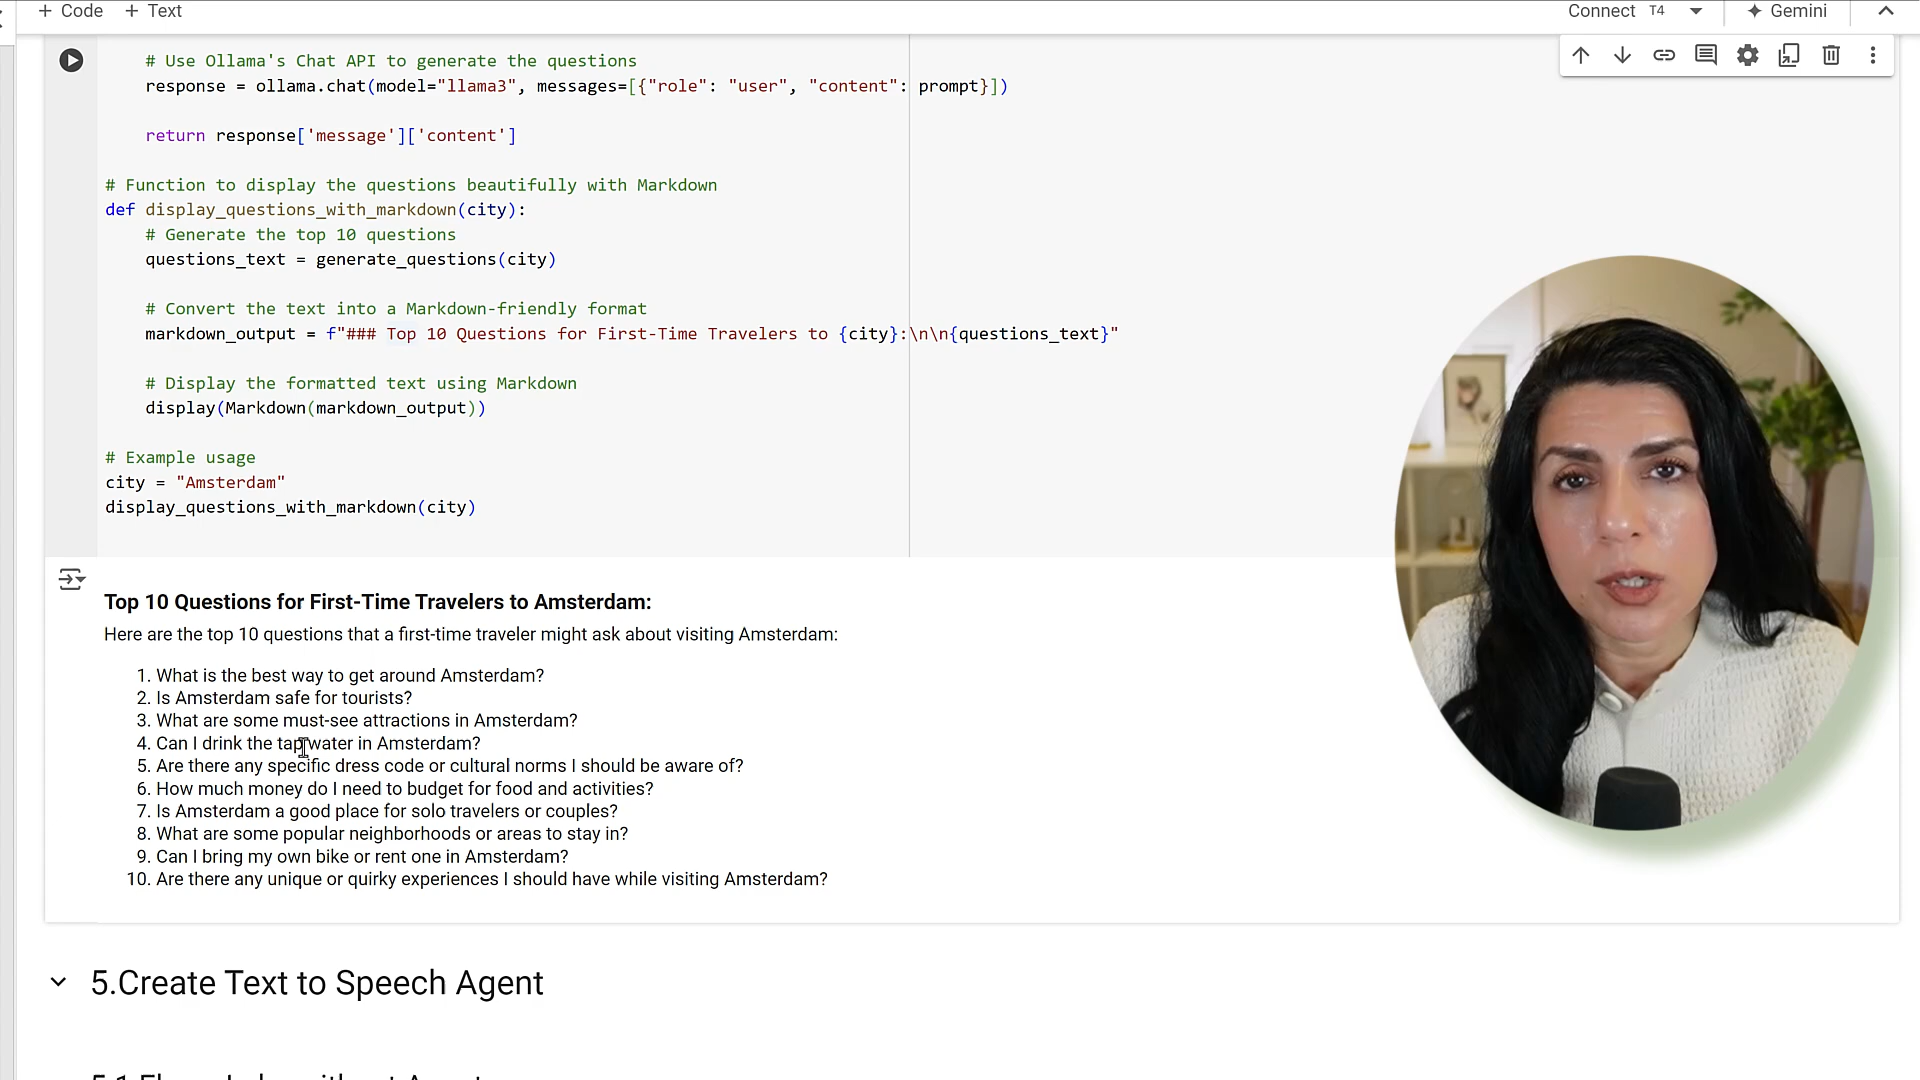 + Code + Text
Connect T4 Gemini
# Use Ollama's Chat API to generate the questions
response = ollama.chat(model="llama3", messages=[{"role": "user", "content": prompt}])
return response['message']['content']
# Function to display the questions beautifully with Markdown
def display_questions_with_markdown(city):
# Generate the top 10 questions
questions_text = generate_questions(city)
# Convert the text into a Markdown-friendly format
markdown_output = f"### Top 10 Questions for First-Time Travelers to {city}:\n\n{questions_text}"
# Display the formatted text using Markdown
display(Markdown(markdown_output))
# Example usage
city = "Amsterdam"
display_questions_with_markdown(city)
Top 10 Questions for First-Time Travelers to Amsterdam:
Here are the top 10 questions that a first-time traveler might ask about visiting Amsterdam:
1. What is the best way to get around Amsterdam?
2. Is Amsterdam safe for tourists?
3. What are some must-see attractions in Amsterdam?
4. Can I drink the tap water in Amsterdam?
5. Are there any specific dress code or cultural norms I should be aware of?
6. How much money do I need to budget for food and activities?
7. Is Amsterdam a good place for solo travelers or couples?
8. What are some popular neighborhoods or areas to stay in?
9. Can I bring my own bike or rent one in Amsterdam?
10. Are there any unique or quirky experiences I should have while visiting Amsterdam?
5.Create Text to Speech Agent